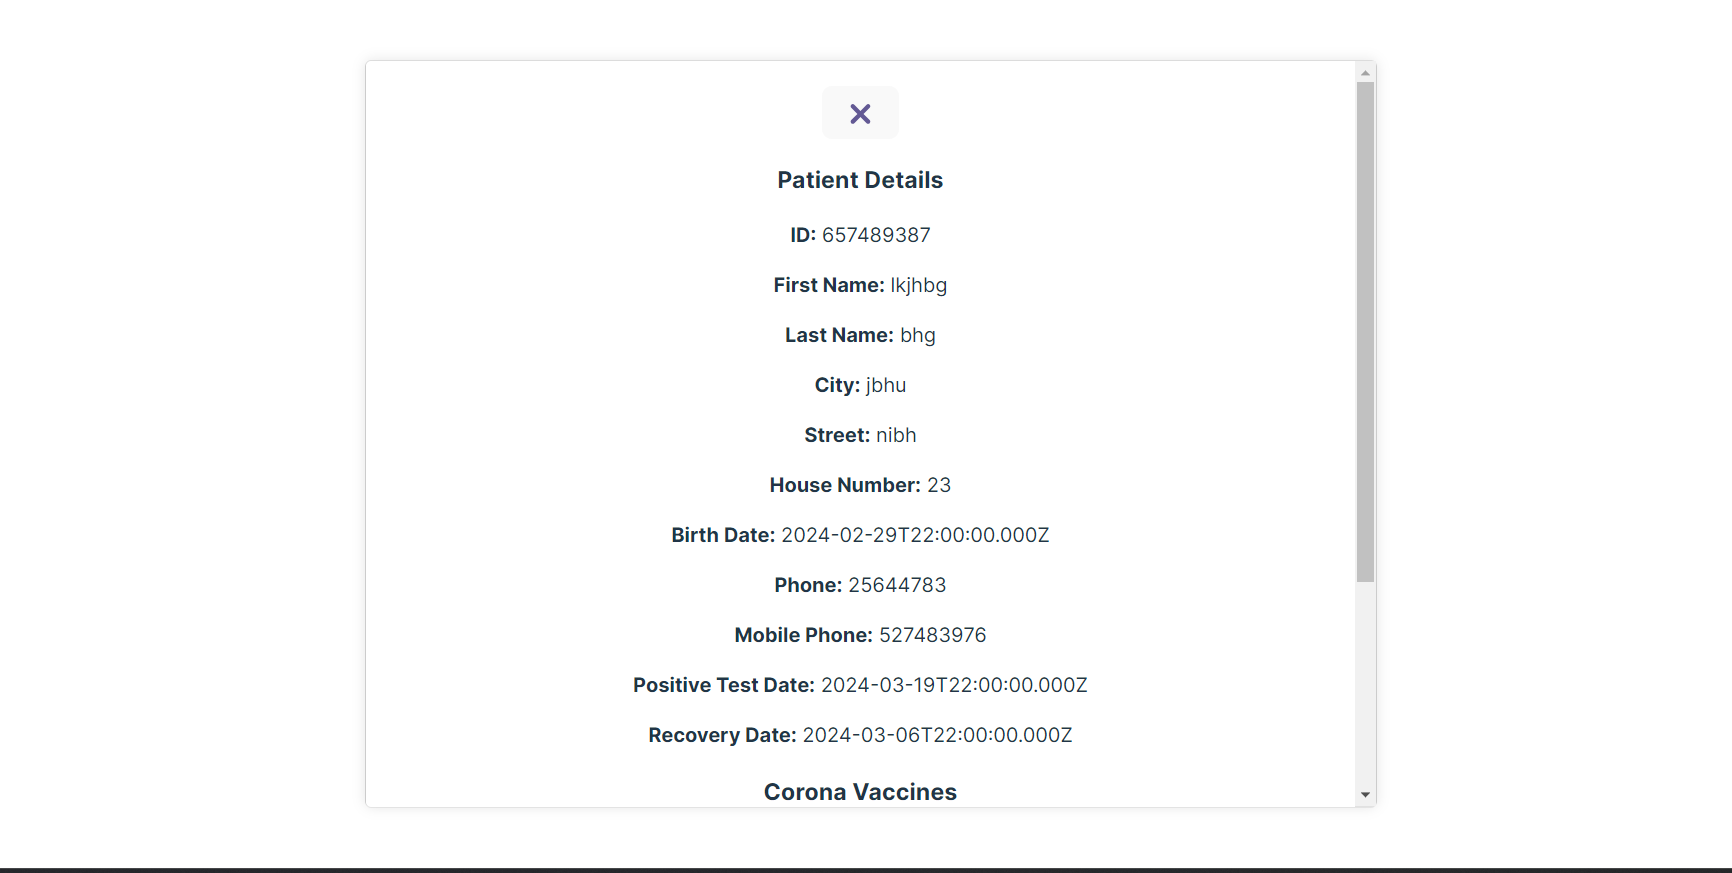 Patient Details
ID: 657489387
First Name: lkjhbg
Last Name: bhg
City: jbhu
Street: nibh
House Number: 23
Birth Date: 2024-02-29T22:00:00.000Z
Phone: 25644783
Mobile Phone: 527483976
Positive Test Date: 2024-03-19T22:00:00.000Z
Recovery Date: 2024-03-06T22:00:00.000Z
Corona Vaccines